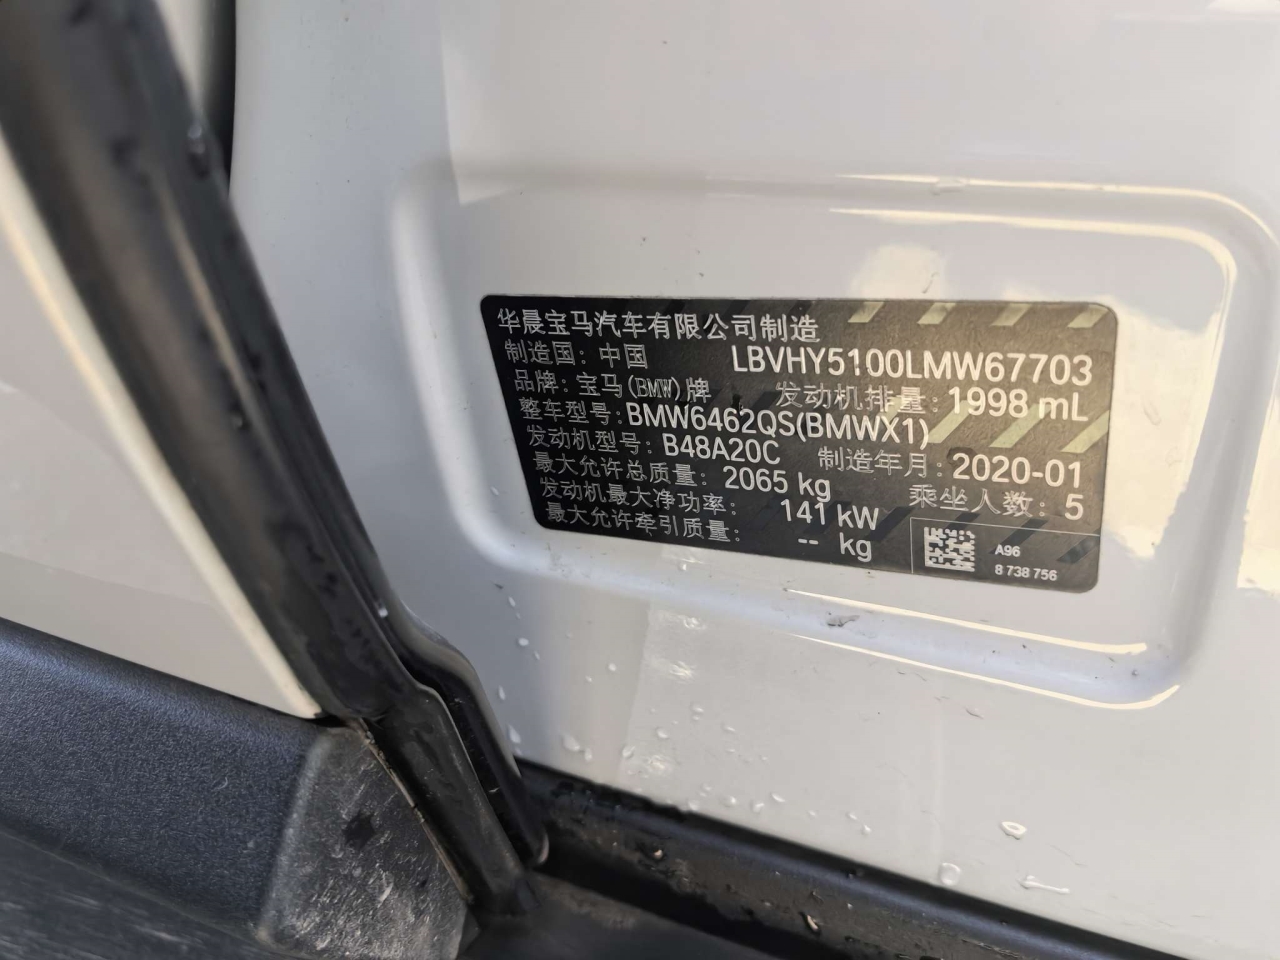 华晨宝马汽车有限公司制造
制造国：中国 LBVHY5100LMW67703
品牌：宝马(BMW)牌 发动机排量：1998 mL
整车型号：BMW6462QS(BMWX1)
发动机型号：B48A20C 制造年月：2020-01
最大允许总质量：2065 kg 乘坐人数：5
发动机最大净功率：141 kW
最大允许牵引质量：-- kg
A96
8 738 756